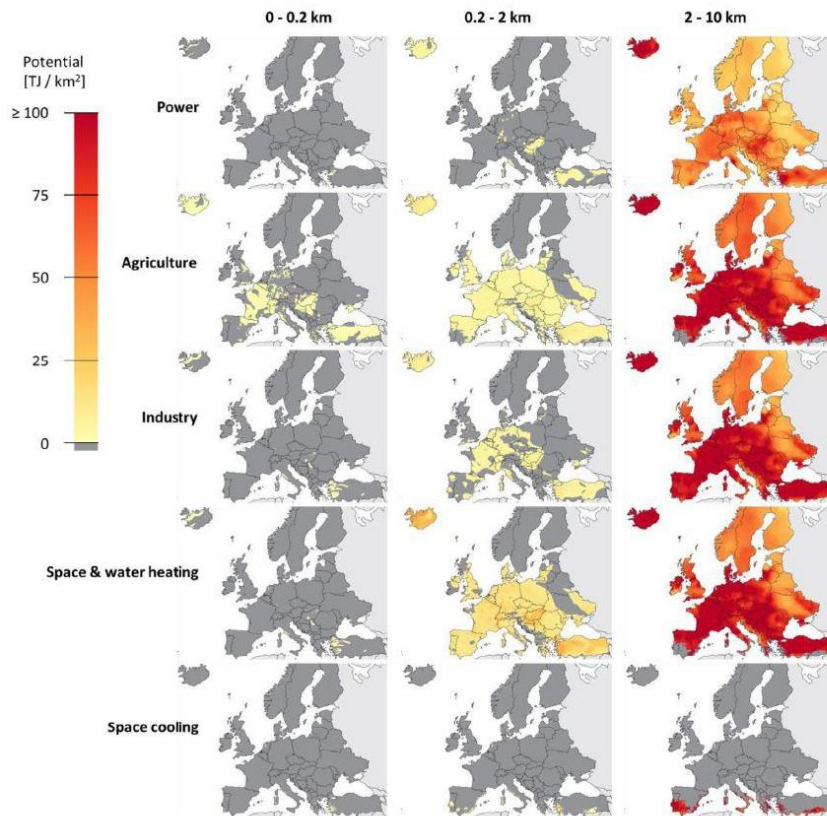 0 - 0.2 km
0.2 - 2 km
2 - 10 km
Potential
[TJ / km²]
≥ 100
75
50
25
0
Power
Agriculture
Industry
Space & water heating
Space cooling